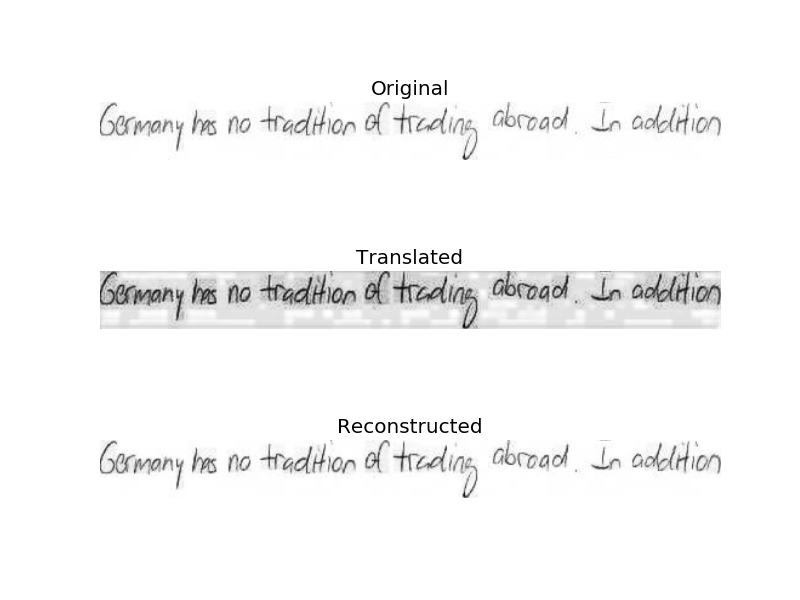 Original
Germany has no tradition of trading abroad. In addition
Translated
Germany has no tradition of trading abroad. In addition
Reconstructed
Germany has no tradition of trading abroad. In addition